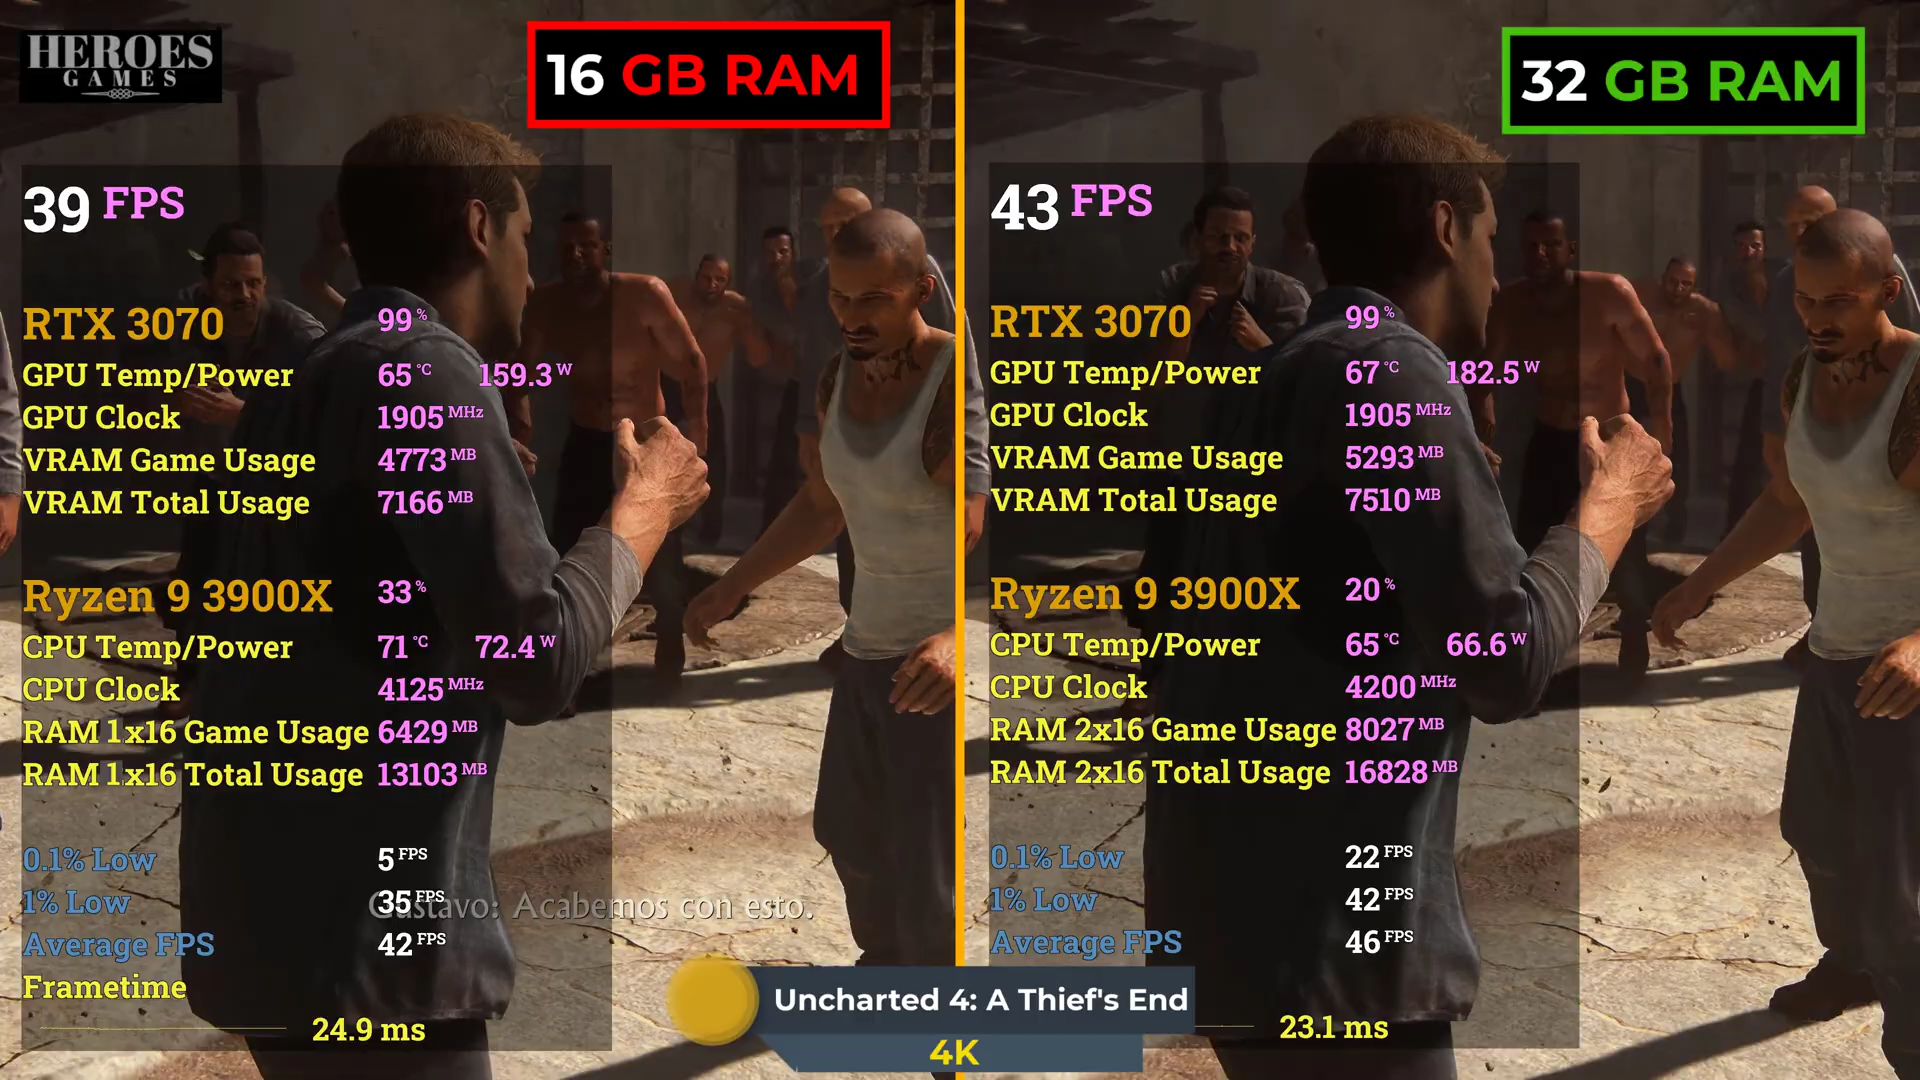 HEROES
GAMES
16 GB RAM
39 FPS
RTX 3070 99 %
GPU Temp/Power 65 °C 159.3 W
GPU Clock 1905 MHz
VRAM Game Usage 4773 MB
VRAM Total Usage 7166 MB
Ryzen 9 3900X 33 %
CPU Temp/Power 71 °C 72.4 W
CPU Clock 4125 MHz
RAM 1x16 Game Usage 6429 MB
RAM 1x16 Total Usage 13103 MB
0.1% Low 5 FPS
1% Low 35 FPS
Gustavo: Acabemos con esto.
Average FPS 42 FPS
Frametime
24.9 ms
32 GB RAM
43 FPS
RTX 3070 99 %
GPU Temp/Power 67 °C 182.5 W
GPU Clock 1905 MHz
VRAM Game Usage 5293 MB
VRAM Total Usage 7510 MB
Ryzen 9 3900X 20 %
CPU Temp/Power 65 °C 66.6 W
CPU Clock 4200 MHz
RAM 2x16 Game Usage 8027 MB
RAM 2x16 Total Usage 16828 MB
0.1% Low 22 FPS
1% Low 42 FPS
Average FPS 46 FPS
23.1 ms
Uncharted 4: A Thief's End
4K